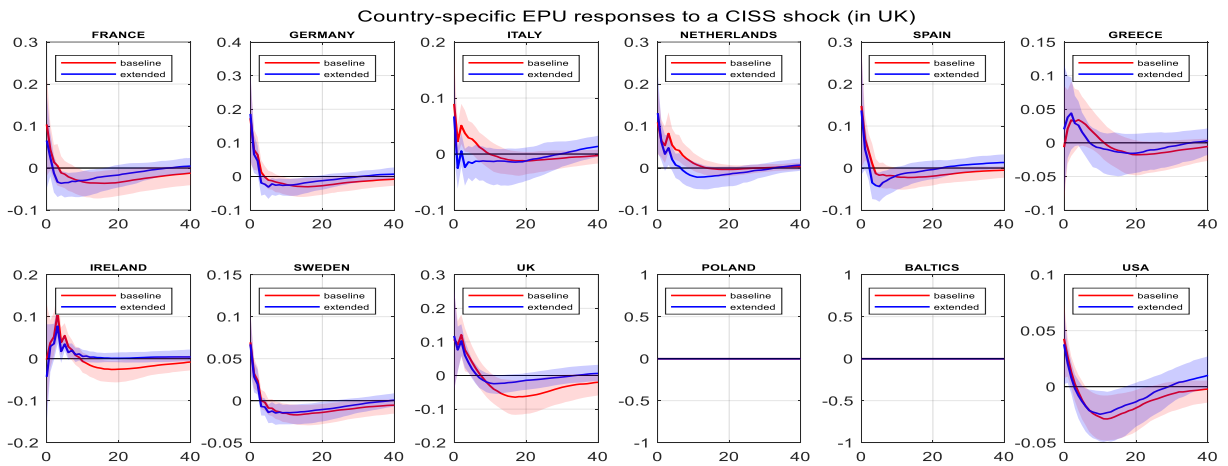 Country-specific EPU responses to a CISS shock (in UK)
FRANCE
0.3
0.2
0.1
0
-0.1
0 20 40
baseline
extended
GERMANY
0.4
0.3
0.2
0.1
0
-0.1
0 20 40
baseline
extended
ITALY
0.2
0.1
0
-0.1
0 20 40
baseline
extended
NETHERLANDS
0.3
0.2
0.1
0
-0.1
0 20 40
baseline
extended
SPAIN
0.3
0.2
0.1
0
-0.1
0 20 40
baseline
extended
GREECE
0.15
0.1
0.05
0
-0.05
-0.1
0 20 40
baseline
extended
IRELAND
0.2
0.1
0
-0.1
-0.2
0 20 40
baseline
extended
SWEDEN
0.15
0.1
0.05
0
-0.05
0 20 40
baseline
extended
UK
0.3
0.2
0.1
0
-0.1
-0.2
0 20 40
baseline
extended
POLAND
1
0.5
0
-0.5
-1
0 20 40
baseline
extended
BALTICS
1
0.5
0
-0.5
-1
0 20 40
baseline
extended
USA
0.1
0.05
0
-0.05
0 20 40
baseline
extended